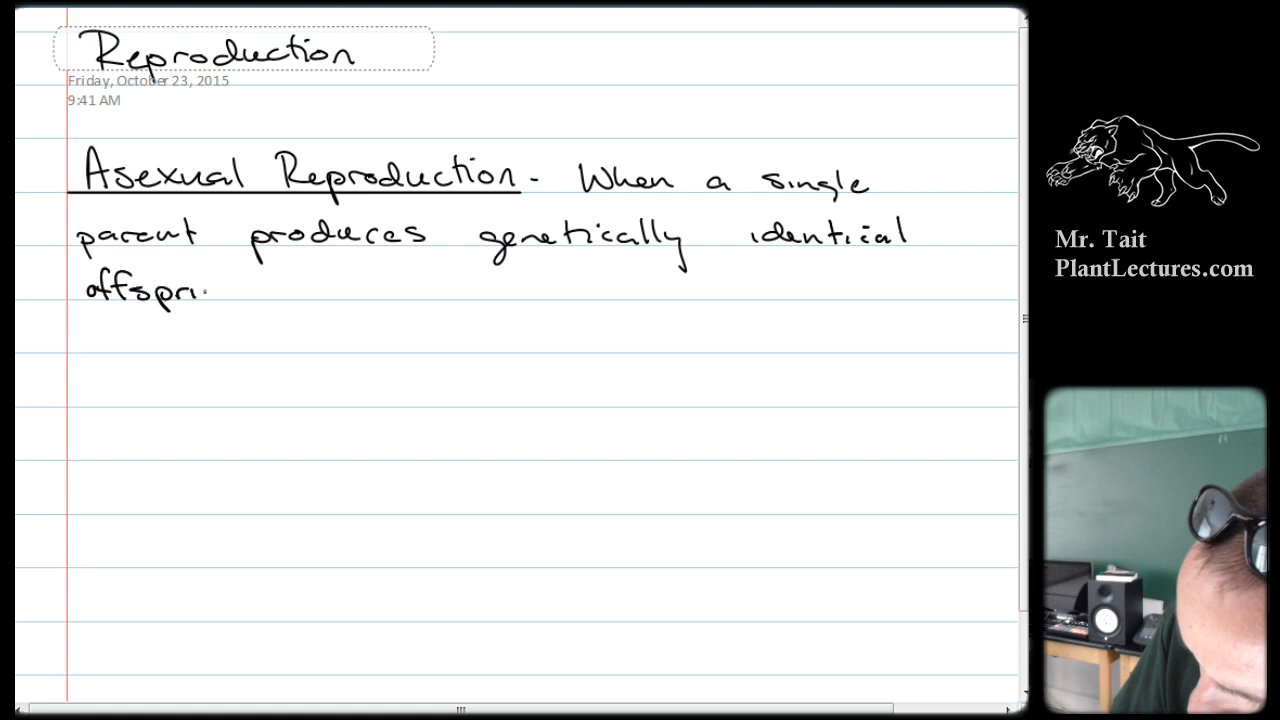 Reproduction
Friday, October 23, 2015
9:41 AM
Asexual Reproduction - When a single
parent produces genetically identical
offspri
Mr. Tait
PlantLectures.com